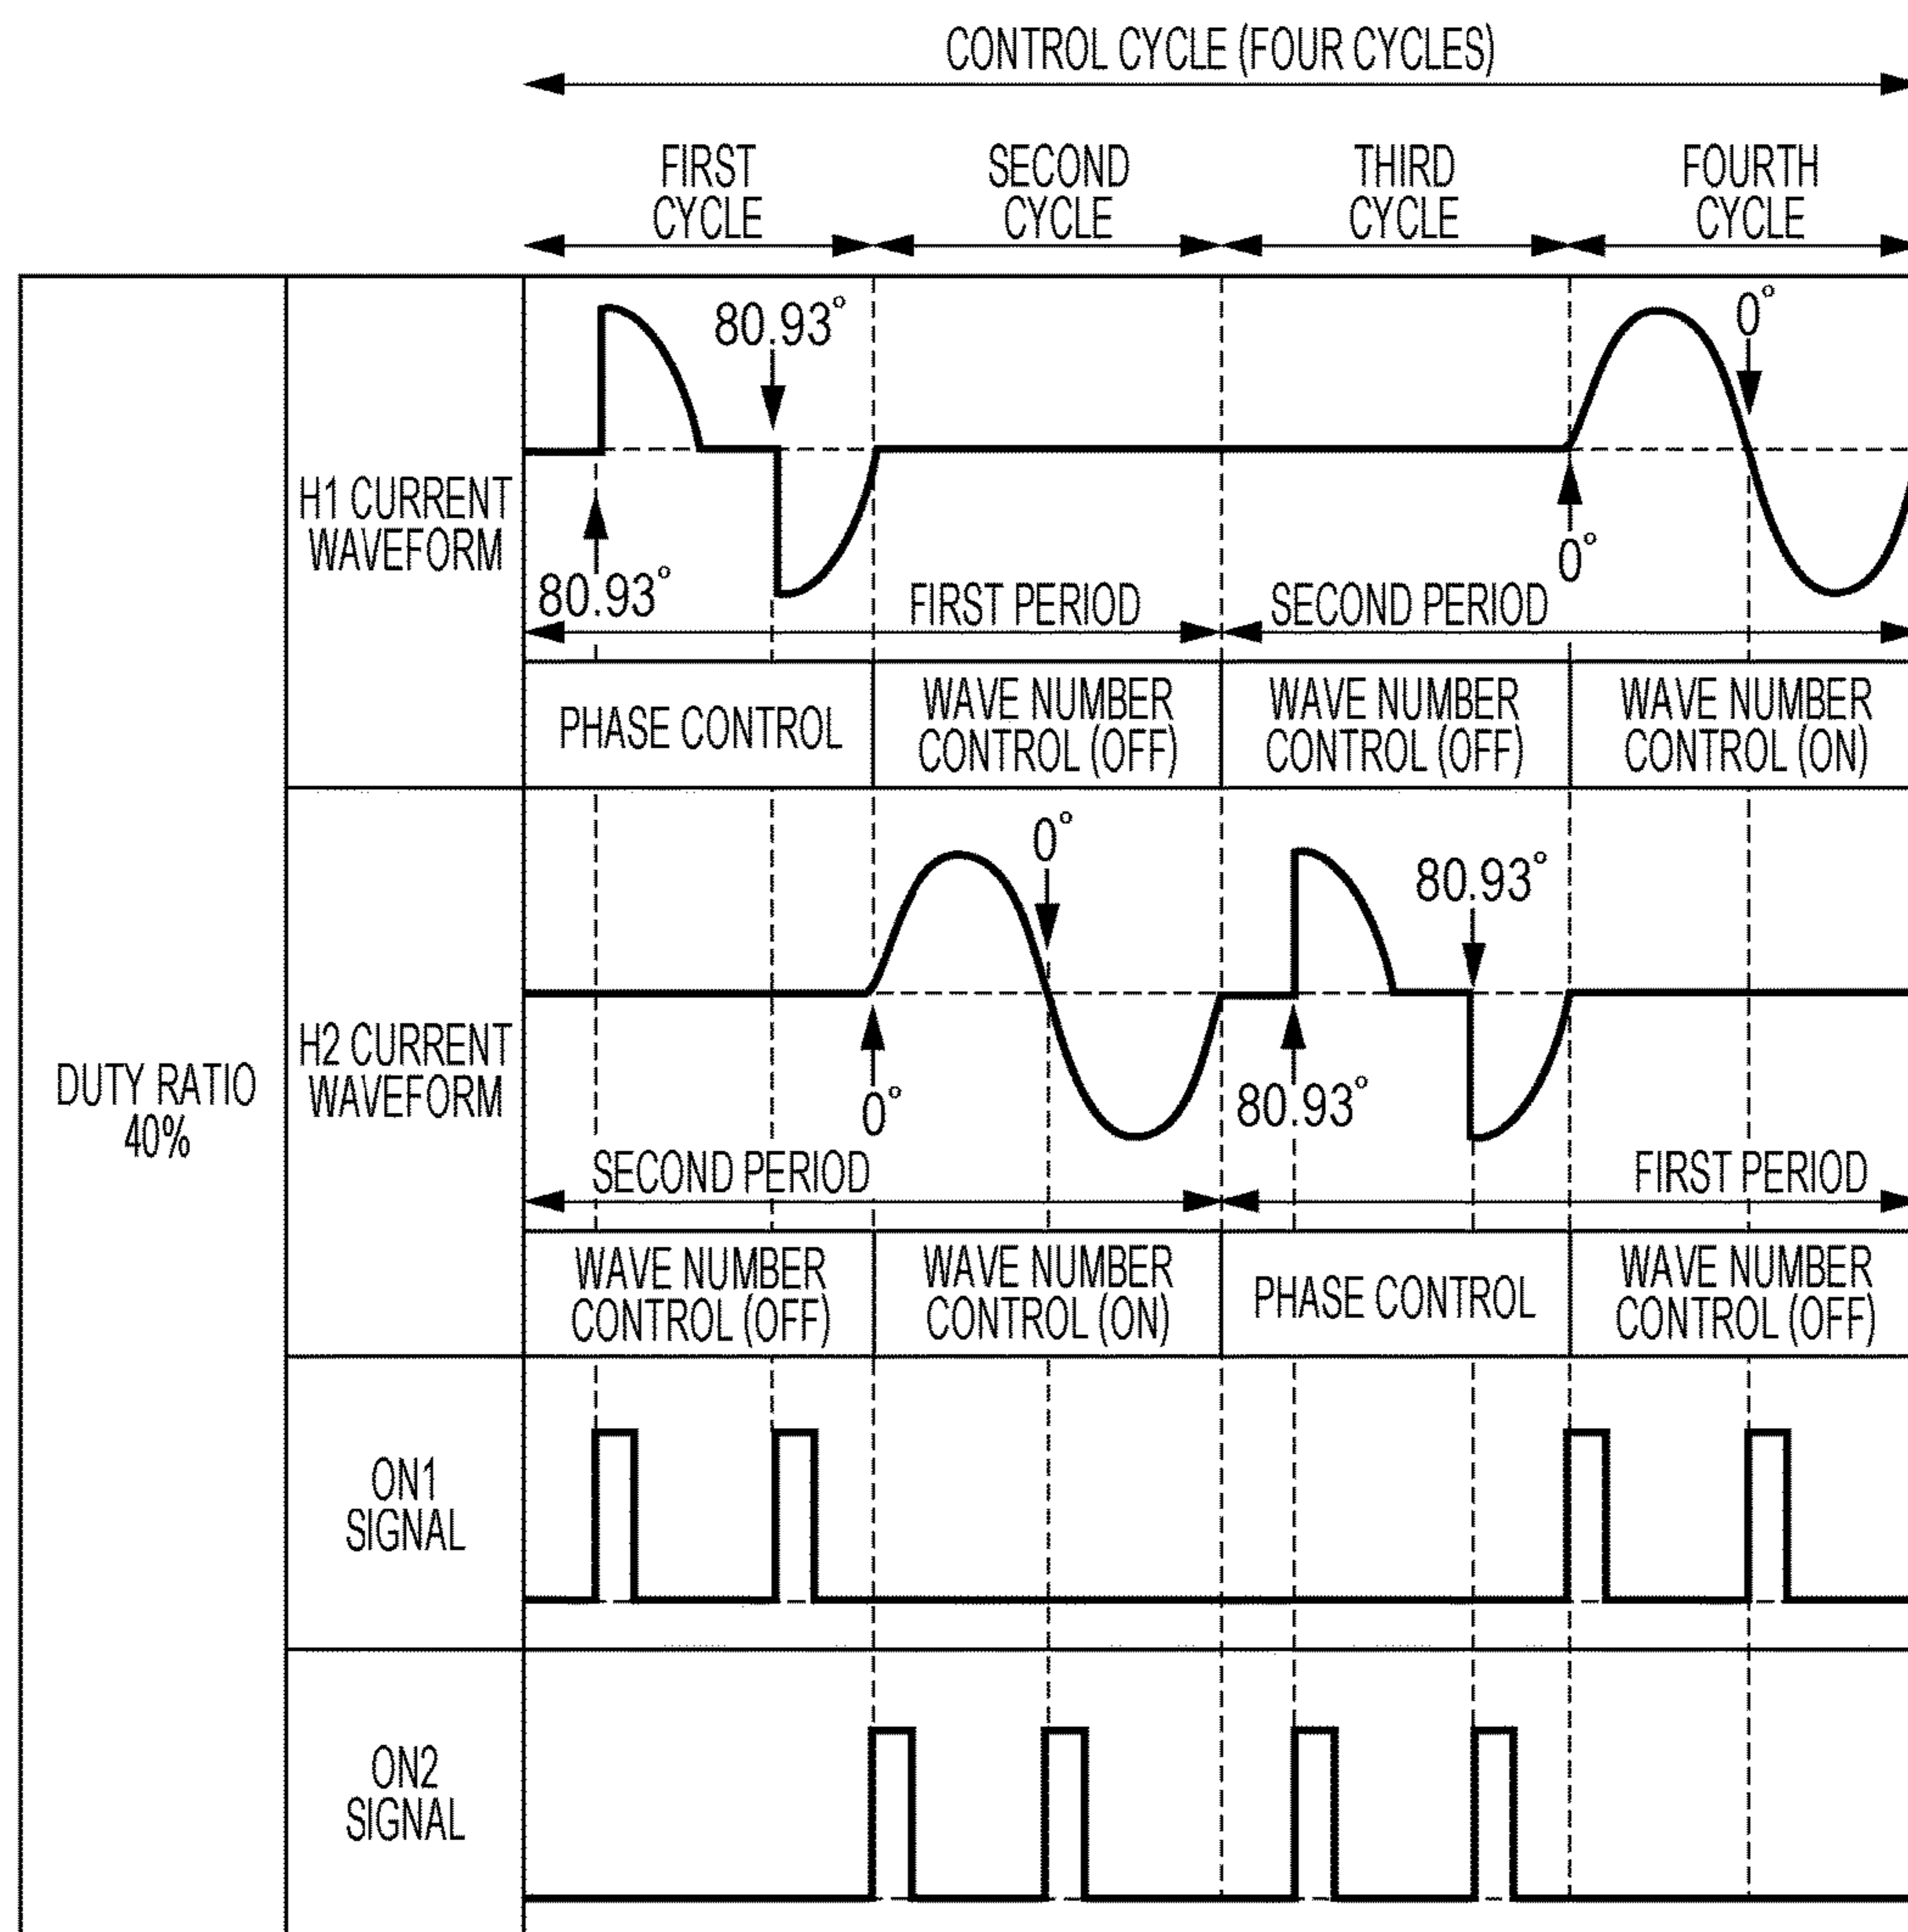 CONTROL CYCLE (FOUR CYCLES)
FIRST
CYCLE
SECOND
CYCLE
THIRD
CYCLE
FOURTH
CYCLE
DUTY RATIO
40%
H1 CURRENT
WAVEFORM
80.93°
80.93°
0°
0°
FIRST PERIOD
SECOND PERIOD
PHASE CONTROL
WAVE NUMBER
CONTROL (OFF)
WAVE NUMBER
CONTROL (OFF)
WAVE NUMBER
CONTROL (ON)
H2 CURRENT
WAVEFORM
0°
0°
80.93°
80.93°
SECOND PERIOD
FIRST PERIOD
WAVE NUMBER
CONTROL (OFF)
WAVE NUMBER
CONTROL (ON)
PHASE CONTROL
WAVE NUMBER
CONTROL (OFF)
ON1
SIGNAL
ON2
SIGNAL